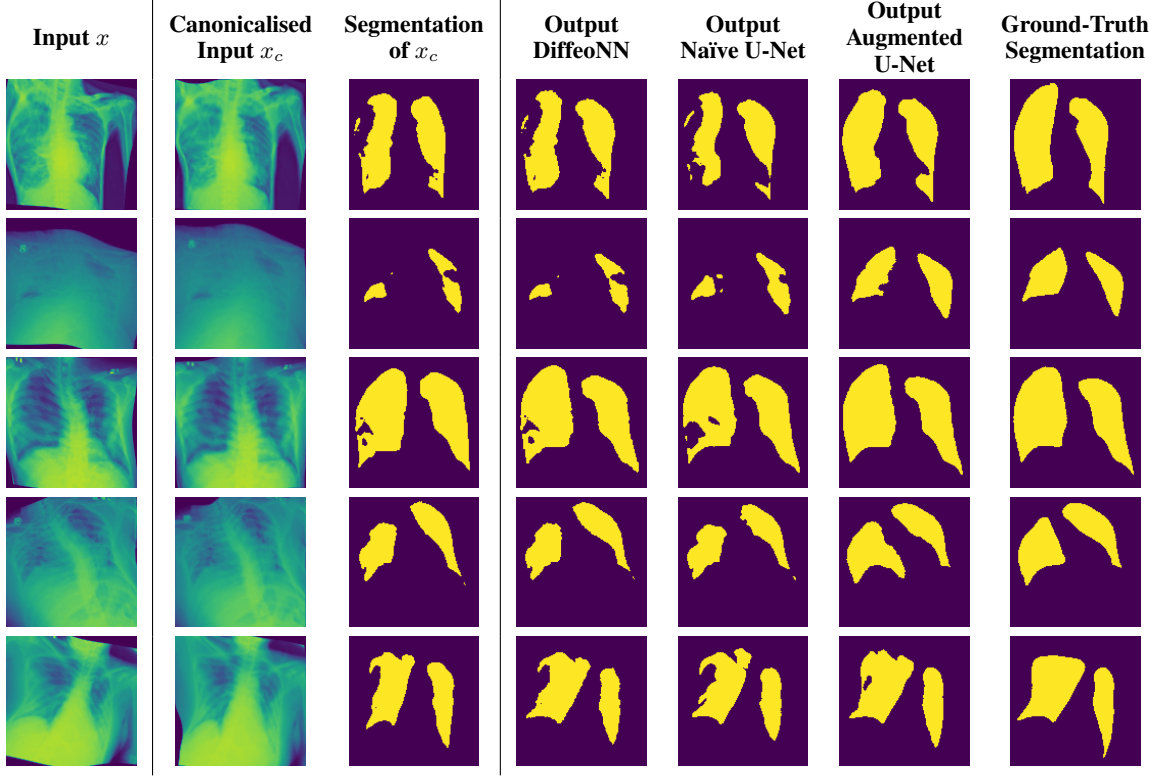 Input x
Canonicalised
Input x_c
Segmentation
of x_c
Output
DiffeoNN
Output
Naïve U-Net
Output
Augmented
U-Net
Ground-Truth
Segmentation